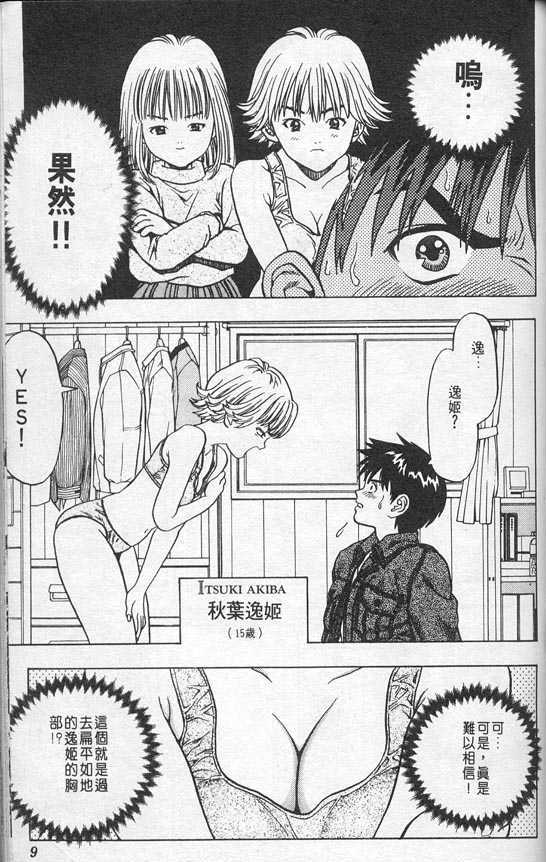 嗚…
果然!!
逸…
逸姬?
YES!
ITSUKI AKIBA
秋葉逸姬
（15歲）
可…
可是，真是
難以相信！
這個就是過
去扁平如地
的逸姬的胸
部!?
9